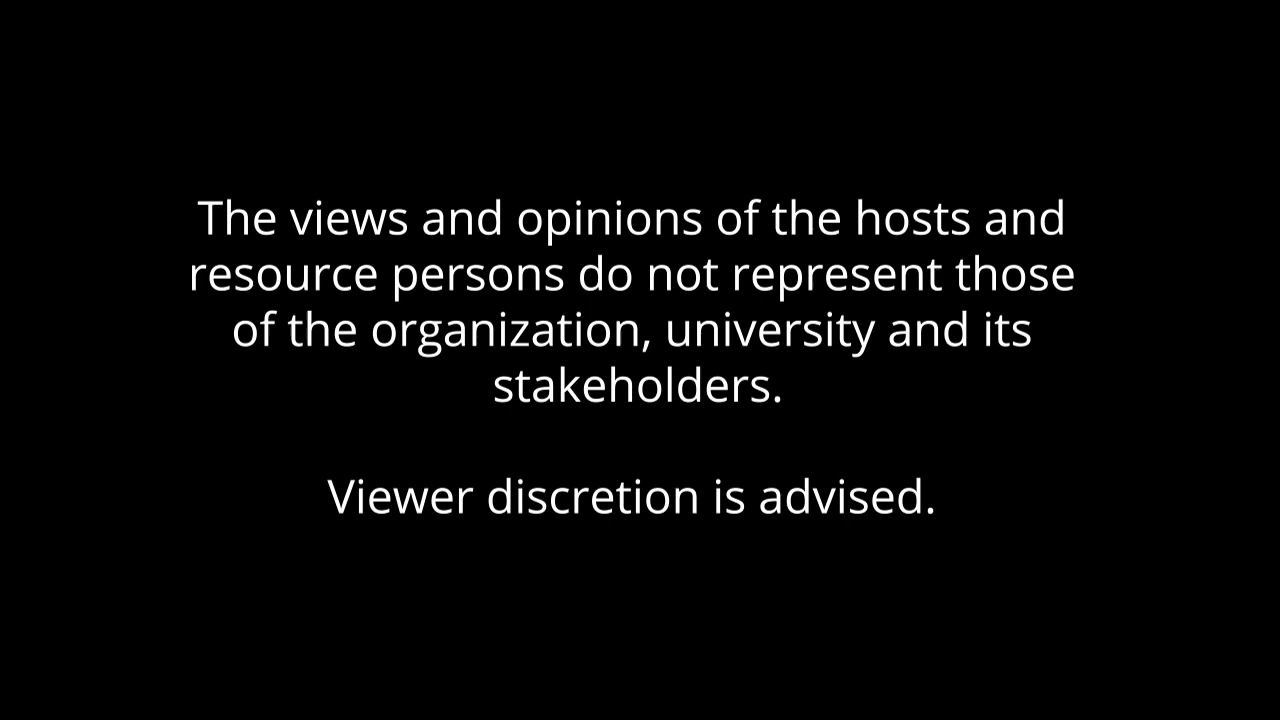 The views and opinions of the hosts and
resource persons do not represent those
of the organization, university and its
stakeholders.
Viewer discretion is advised.